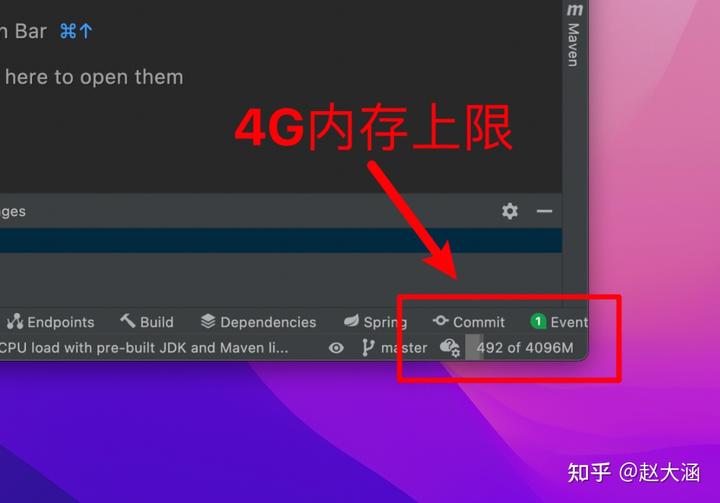 n Bar ⌘↑
Maven
here to open them
4G内存上限
ges
Endpoints Build Dependencies Spring Commit 1 Event
CPU load with pre-built JDK and Maven li... master 492 of 4096M
知乎 @赵大涵